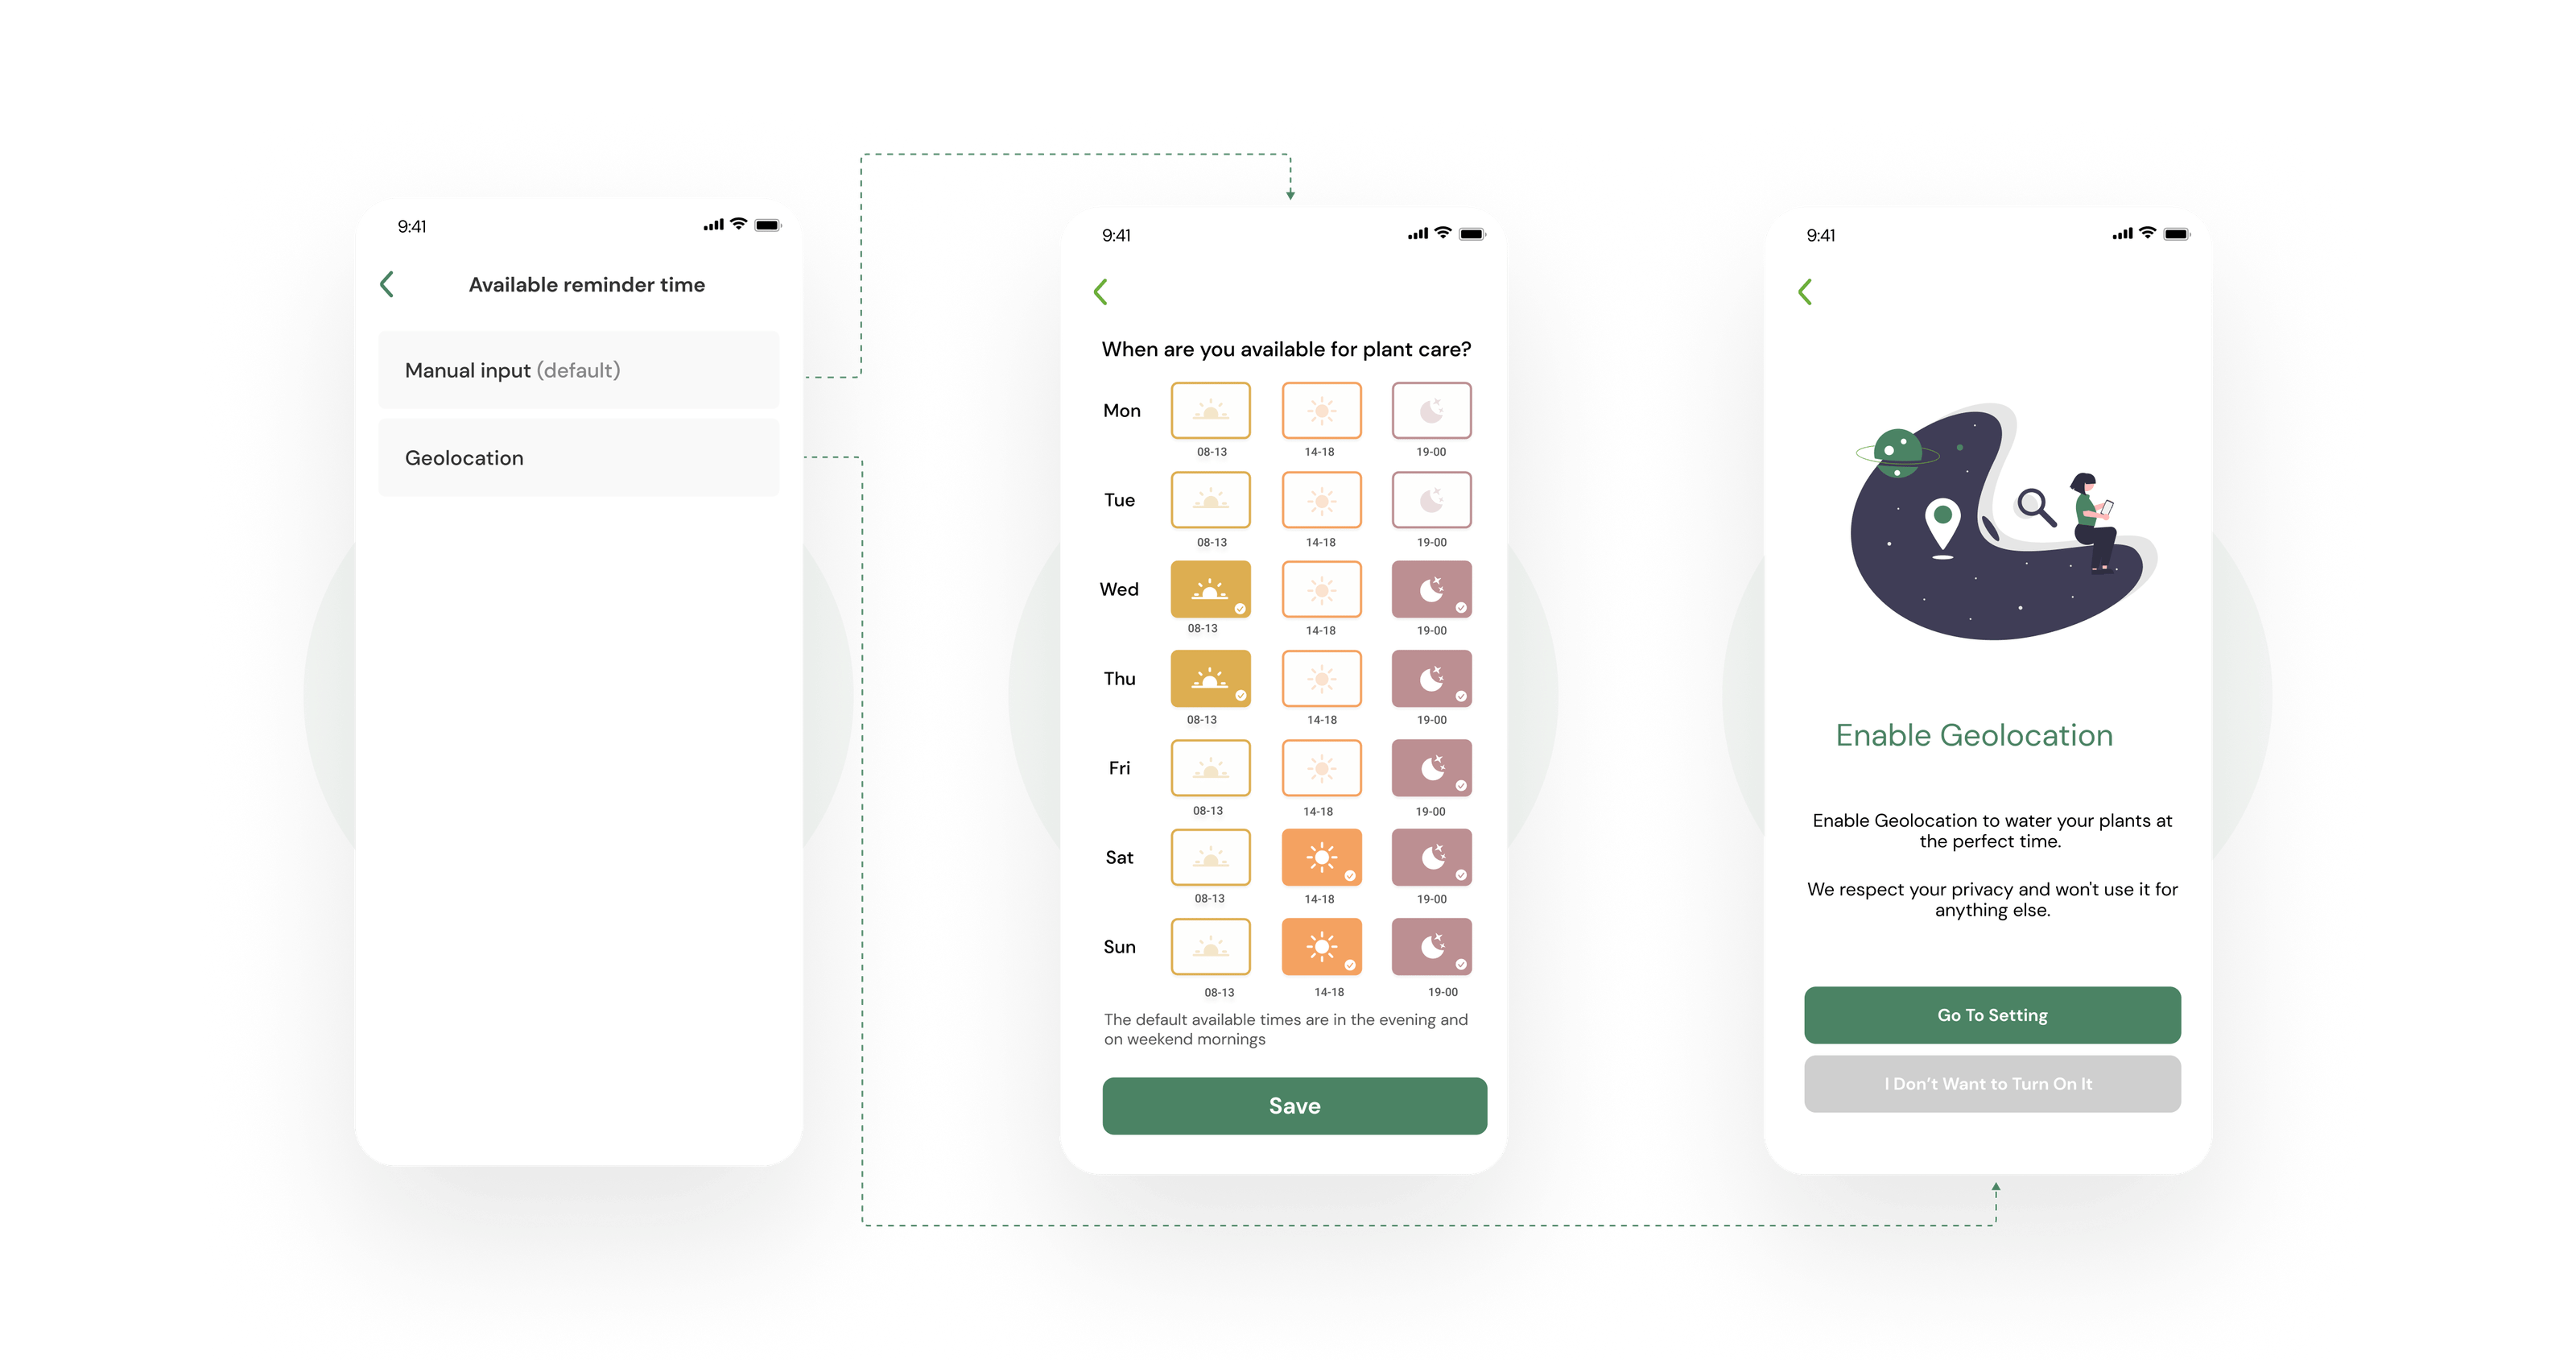 9:41
Available reminder time
Manual input (default)
Geolocation
9:41
When are you available for plant care?
Mon
08-13 14-18 19-00
Tue
08-13 14-18 19-00
Wed
08-13 14-18 19-00
Thu
08-13 14-18 19-00
Fri
08-13 14-18 19-00
Sat
08-13 14-18 19-00
Sun
08-13 14-18 19-00
The default available times are in the evening and
on weekend mornings
Save
9:41
Enable Geolocation
Enable Geolocation to water your plants at
the perfect time.
We respect your privacy and won't use it for
anything else.
Go To Setting
I Don't Want to Turn On It